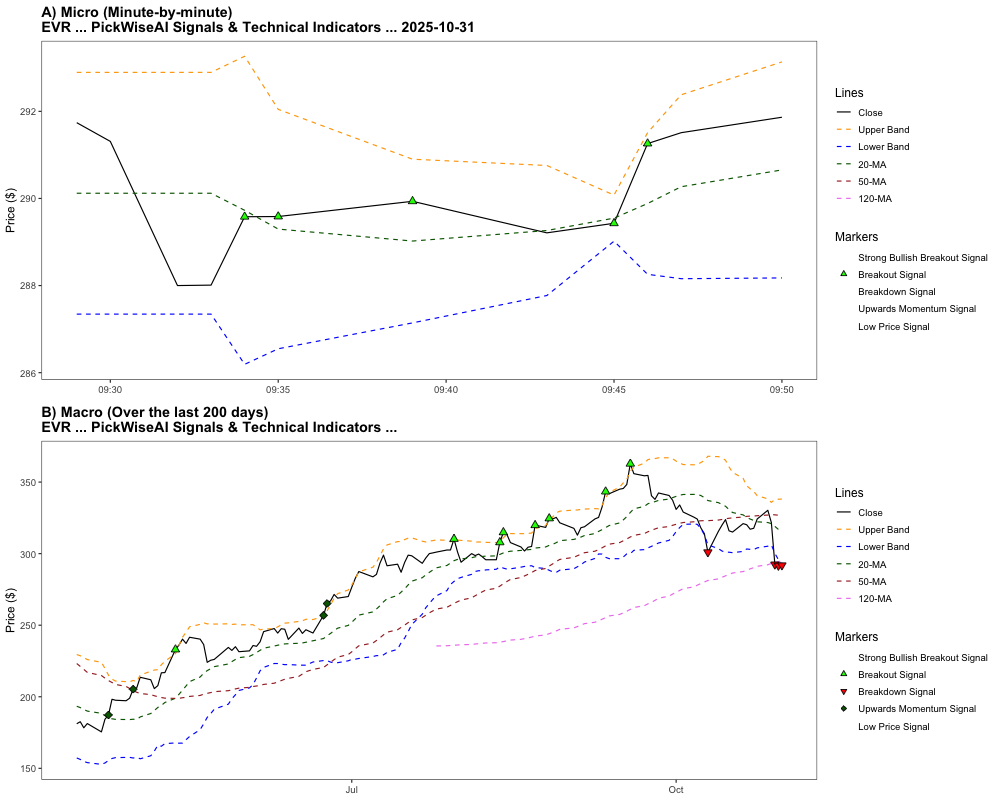 A) Micro (Minute-by-minute)
EVR ... PickWiseAI Signals & Technical Indicators ... 2025-10-31
Price ($)
292
290
288
286
09:30
09:35
09:40
09:45
09:50
Lines
Close
Upper Band
Lower Band
20-MA
50-MA
120-MA
Markers
Strong Bullish Breakout Signal
Breakout Signal
Breakdown Signal
Upwards Momentum Signal
Low Price Signal
B) Macro (Over the last 200 days)
EVR ... PickWiseAI Signals & Technical Indicators ...
Price ($)
350
300
250
200
150
Jul
Oct
Lines
Close
Upper Band
Lower Band
20-MA
50-MA
120-MA
Markers
Strong Bullish Breakout Signal
Breakout Signal
Breakdown Signal
Upwards Momentum Signal
Low Price Signal